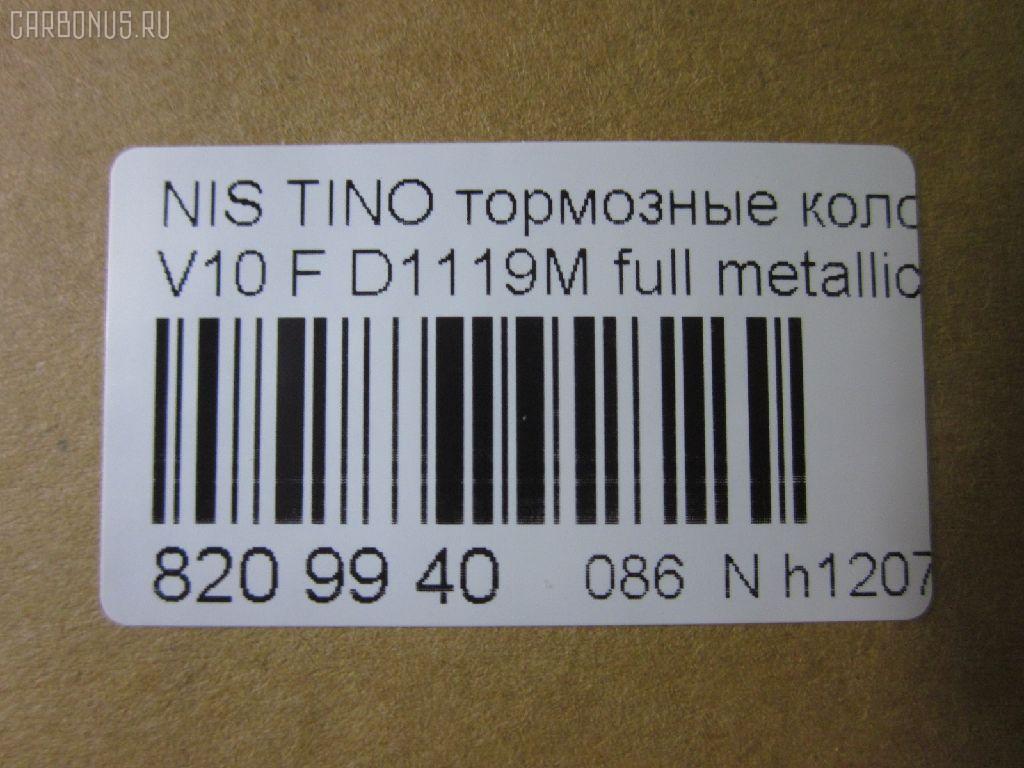 CARBONUS.RU
NIS TINO тормозные коло
V10 F D1119M full metallic
820 99 40 086 N h1207